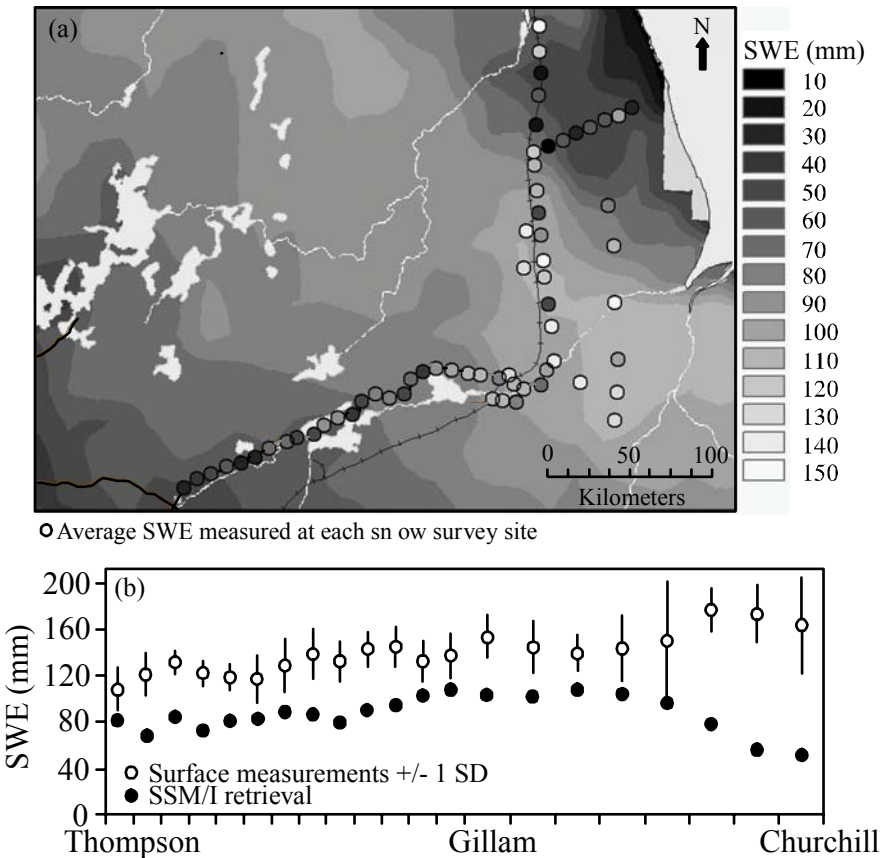 (a)
N
SWE (mm)
10
20
30
40
50
60
70
80
90
100
110
120
130
140
150
0 50 100
Kilometers
Average SWE measured at each sn ow survey site
(b)
SWE (mm)
200
160
120
80
40
0
Surface measurements +/- 1 SD
SSM/I retrieval
Thompson Gillam Churchill